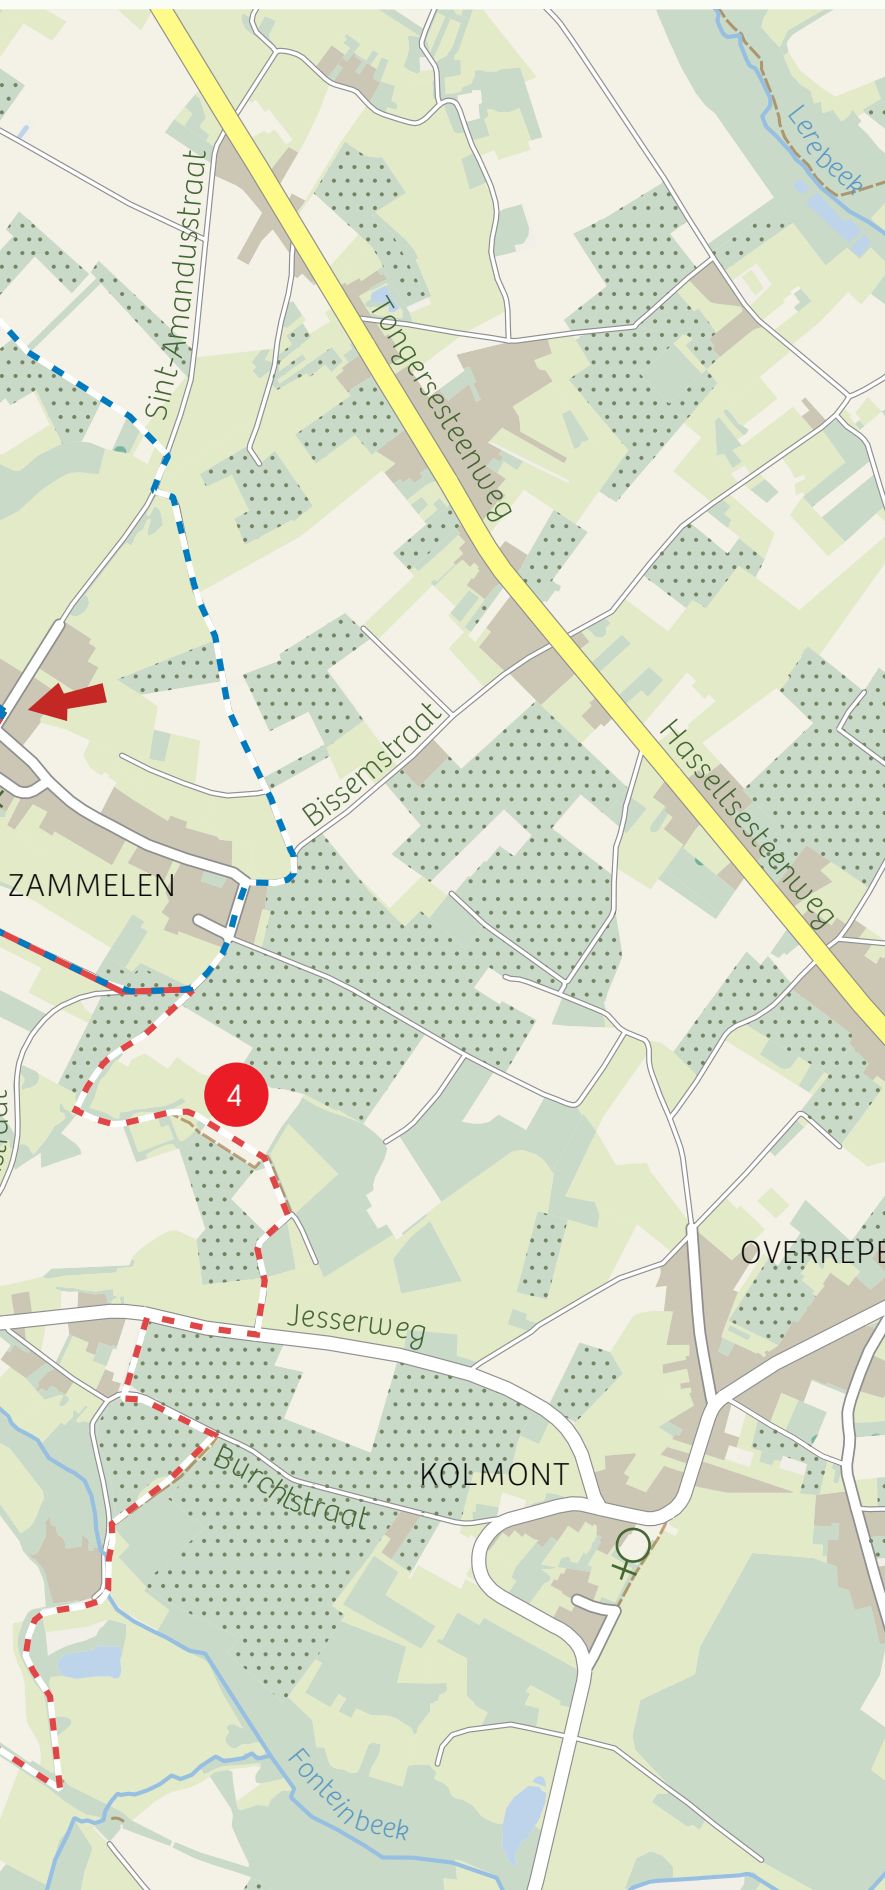 Lerebeek
Sint-Amandusstraat
Tongersesteenweg
Bissemstraat
Hasseltsesteenweg
ZAMMELEN
4
OVERREPE
Jesserweg
KOLMONT
Burchtstraat
Fonteinbeek